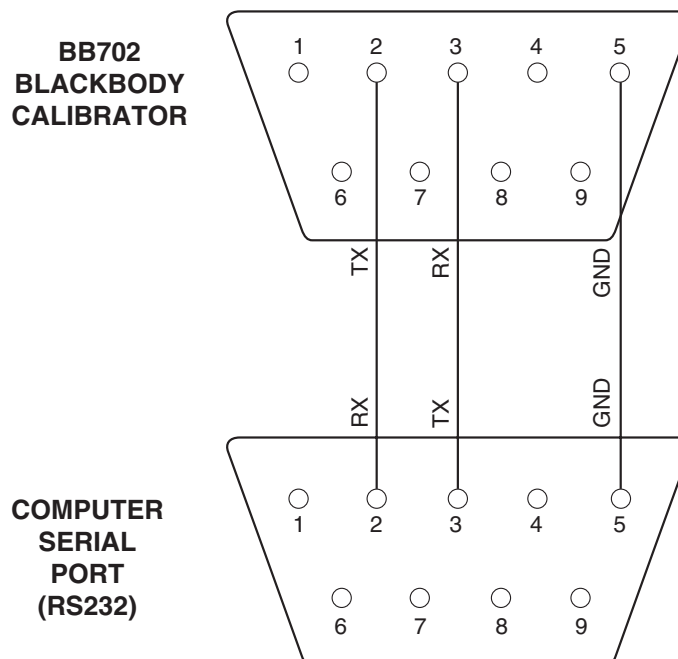 BB702
BLACKBODY
CALIBRATOR
1 2 3 4 5
6 7 8 9
TX RX GND
RX TX GND
COMPUTER
SERIAL
PORT
(RS232)
1 2 3 4 5
6 7 8 9